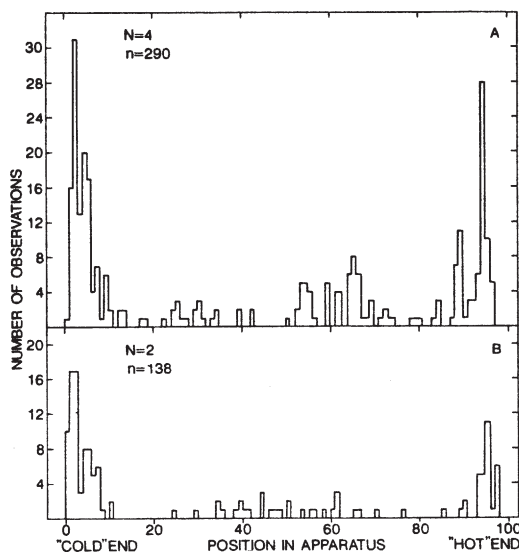 N=4
n=290
A
30
28
24
20
16
12
8
4
NUMBER OF OBSERVATIONS
N=2
n=138
B
20
16
12
8
4
0 20 40 60 80 100
"COLD"END POSITION IN APPARATUS "HOT"END